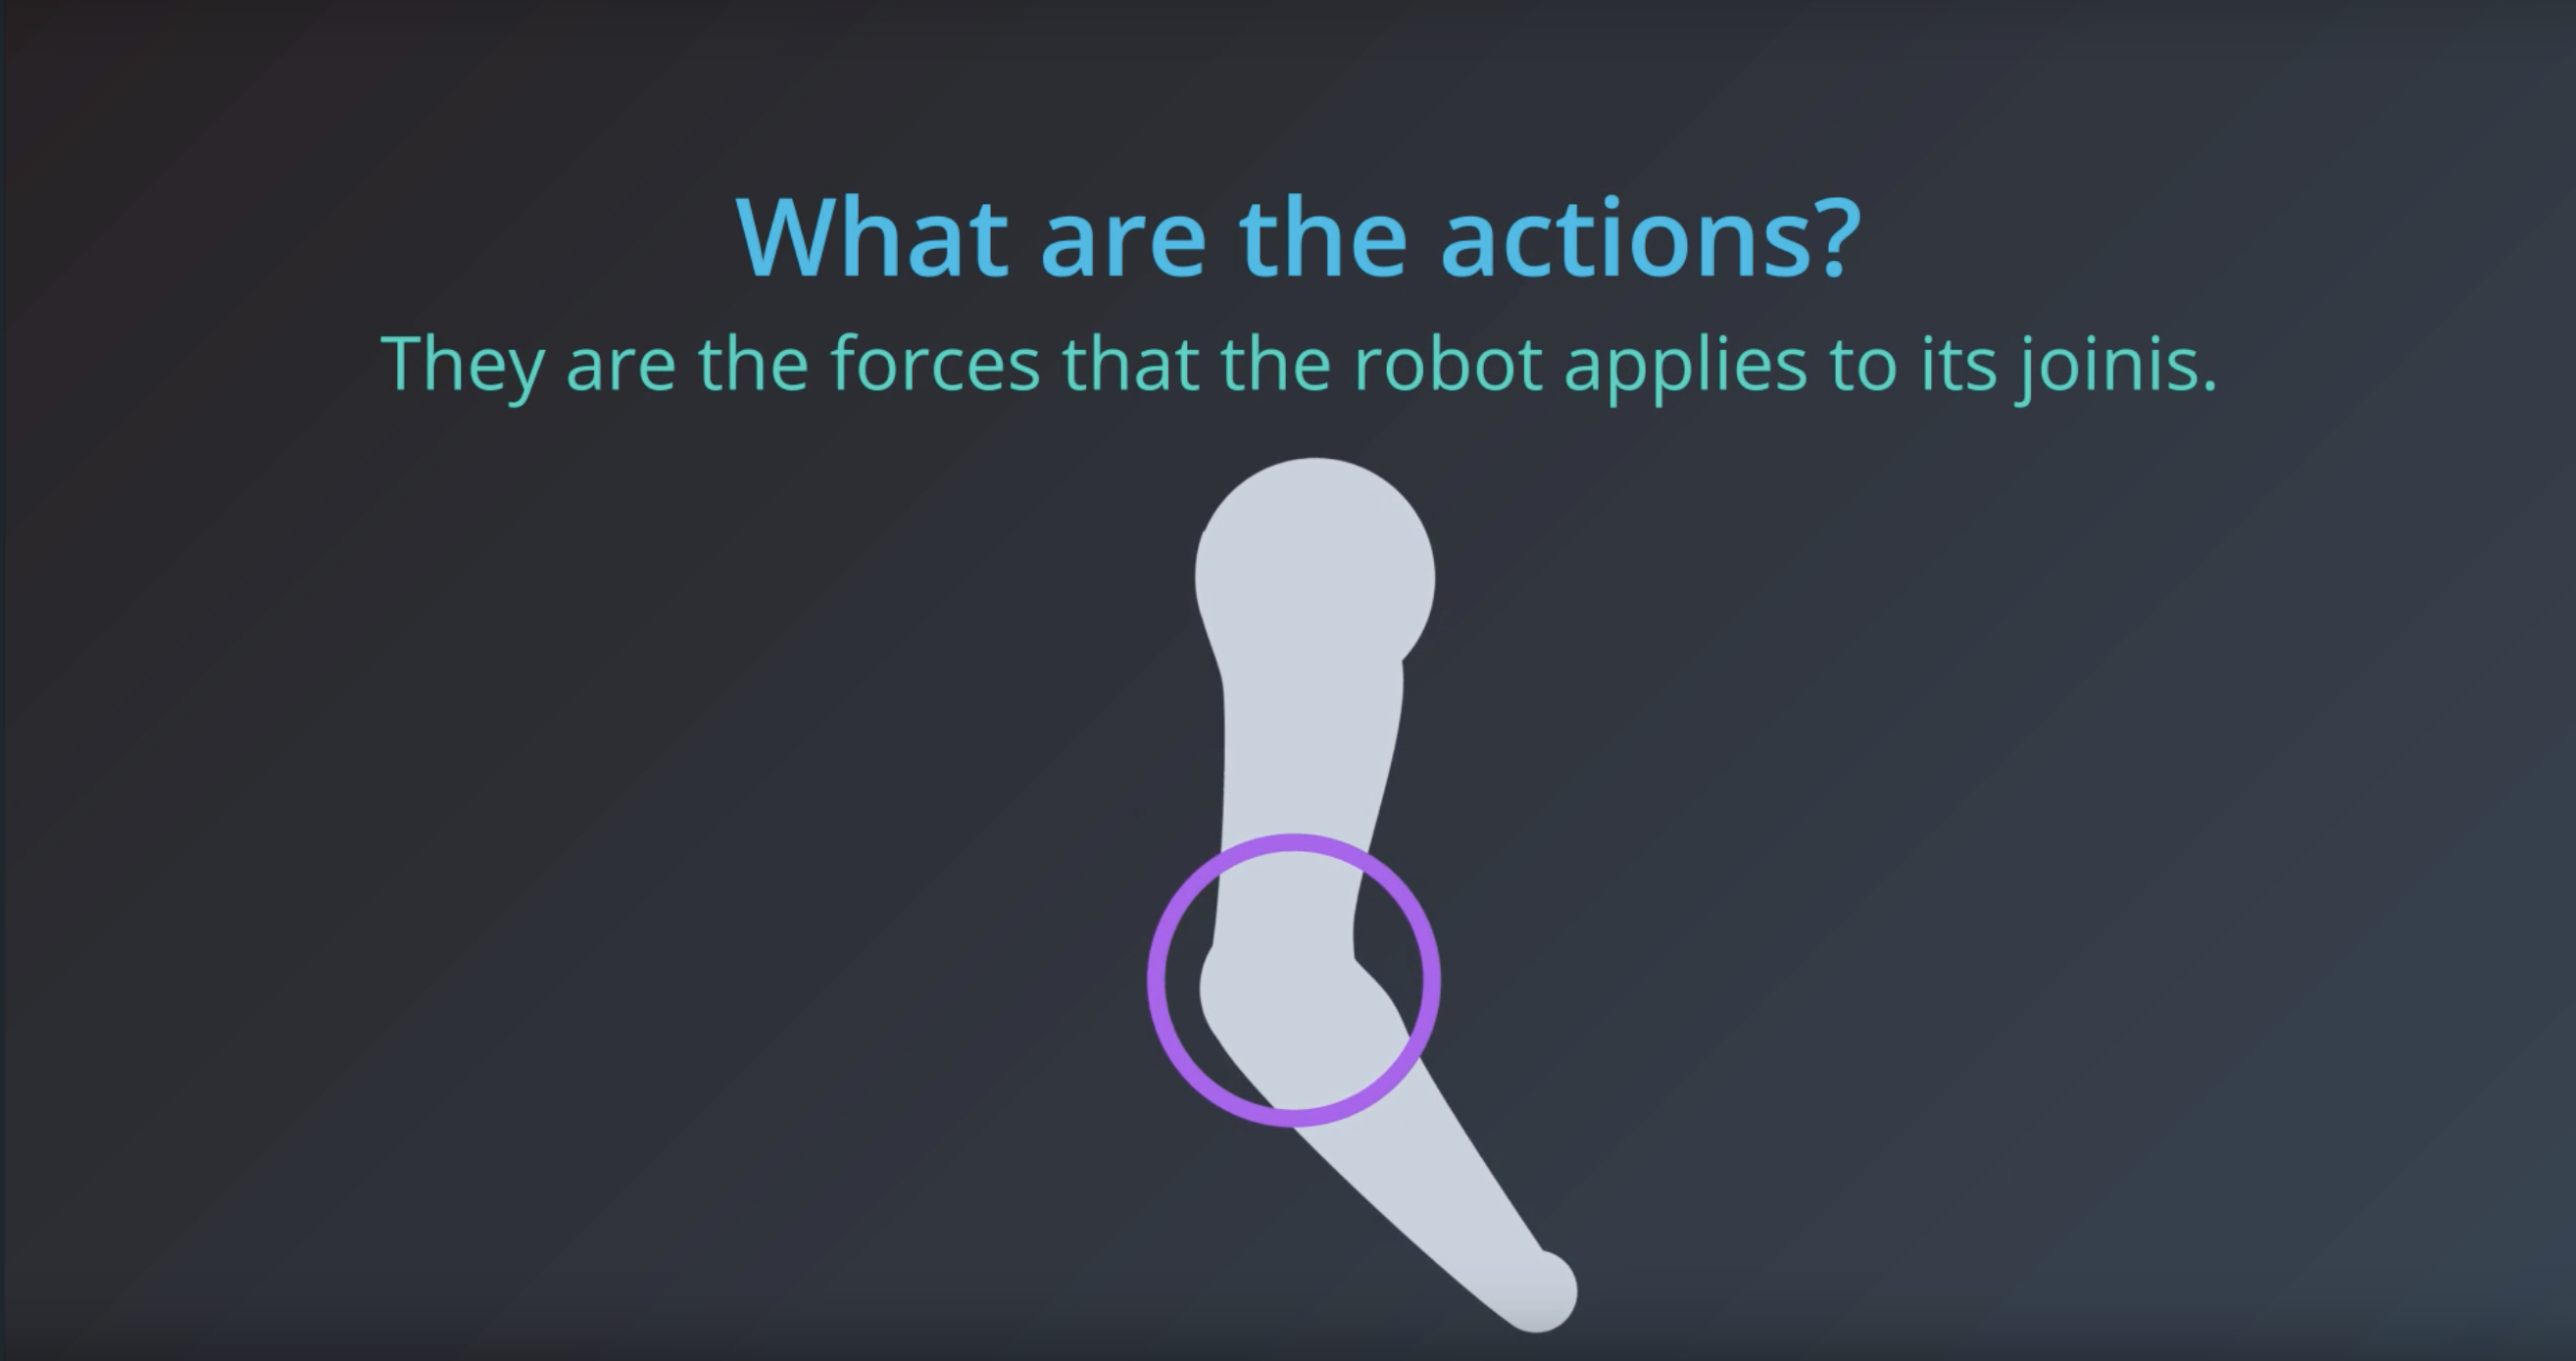 What are the actions?
They are the forces that the robot applies to its joinis.